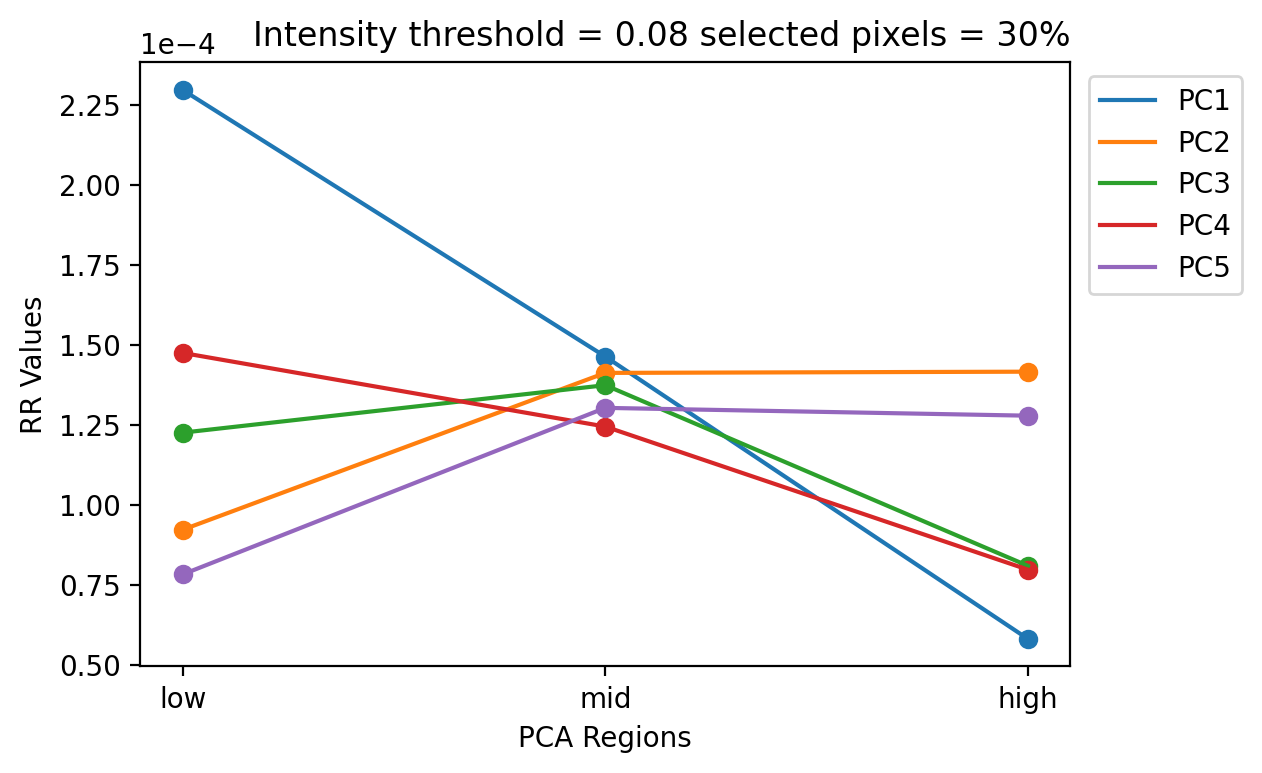 1e−4
Intensity threshold = 0.08 selected pixels = 30%
2.25
2.00
1.75
1.50
1.25
1.00
0.75
0.50
RR Values
low
mid
high
PCA Regions
PC1
PC2
PC3
PC4
PC5